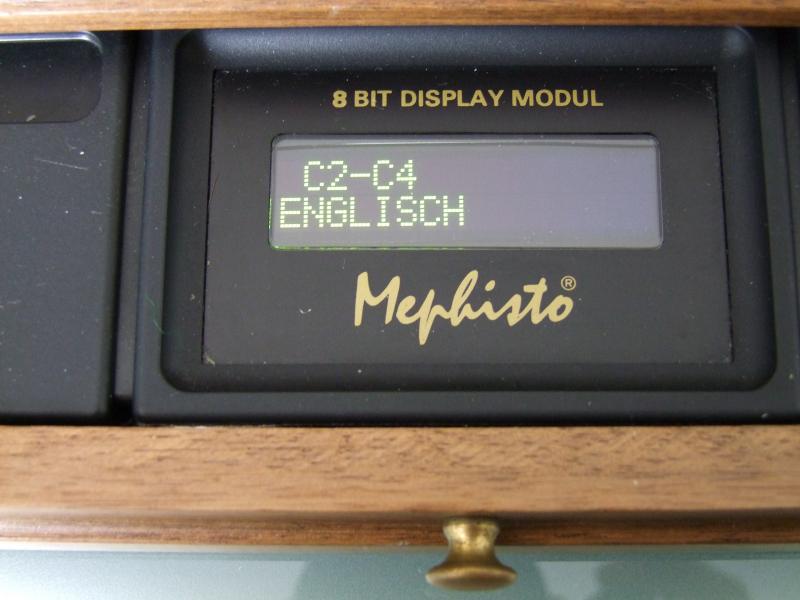 8 BIT DISPLAY MODUL
C2-C4
ENGLISCH
Mephisto®